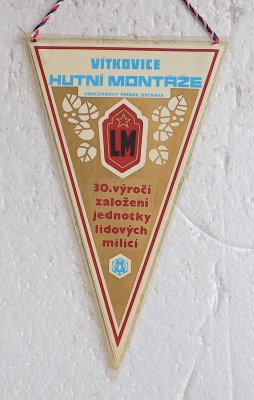 VÍTKOVICE
HUTNÍ MONTÁŽE
KONCERNOVÝ PODNIK OSTRAVA
LM
30.výročí
založení
jednotky
lidových
milicí